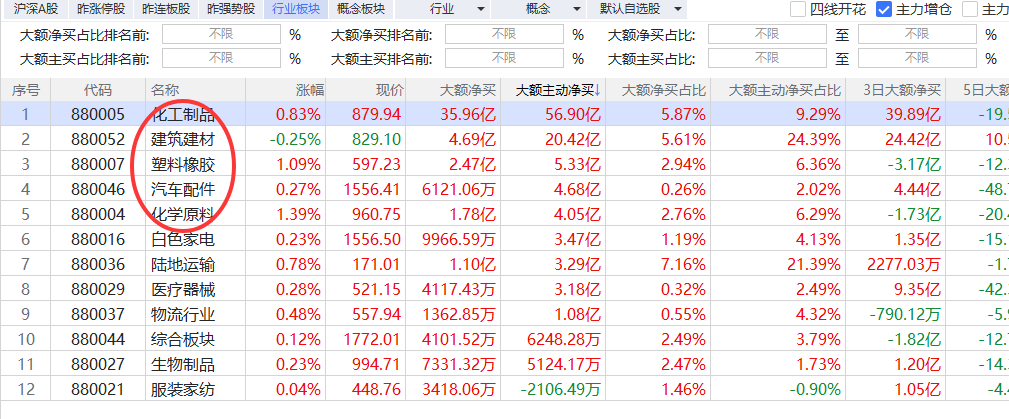 沪深A股 昨涨停股 昨连板股 昨强势股 行业板块 概念板块 行业 概念 默认自选股 四线开花 主力增仓 主力
大额净买占比排名前: 不限 % 大额净买排名前: 不限 % 大额净买占比: 不限 至 不限 %
大额主买占比排名前: 不限 % 大额主买排名前: 不限 % 大额主买占比: 不限 至 不限 %
序号 代码 名称 涨幅 现价 大额净买 大额主动净买↓ 大额净买占比 大额主动净买占比 3日大额净买 5日大额
1 880005 化工制品 0.83% 879.94 35.96亿 56.90亿 5.87% 9.29% 39.89亿 -19.5
2 880052 建筑建材 -0.25% 829.10 4.69亿 20.42亿 5.61% 24.39% 24.42亿 10.5
3 880007 塑料橡胶 1.09% 597.23 2.47亿 5.33亿 2.94% 6.36% -3.17亿 -12.
4 880046 汽车配件 0.27% 1556.41 6121.06万 4.68亿 0.26% 2.02% 4.44亿 -48.
5 880004 化学原料 1.39% 960.75 1.78亿 4.05亿 2.76% 6.29% -1.73亿 -20.4
6 880016 白色家电 0.23% 1556.50 9966.59万 3.47亿 1.19% 4.13% 1.35亿 -15.
7 880036 陆地运输 0.78% 171.01 1.10亿 3.29亿 7.16% 21.39% 2277.03万 -1.
8 880029 医疗器械 0.28% 521.15 4117.43万 3.18亿 0.32% 2.49% 9.35亿 -42.
9 880037 物流行业 0.48% 557.94 1362.85万 1.08亿 0.55% 4.32% -790.12万 -5.9
10 880044 综合板块 0.12% 1772.01 4101.52万 6248.28万 2.49% 3.79% -1.82亿 -12.
11 880027 生物制品 0.23% 994.71 7331.32万 5124.17万 2.47% 1.73% 1.20亿 -14.
12 880021 服装家纺 0.04% 448.76 3418.06万 -2106.49万 1.46% -0.90% 1.05亿 -4.